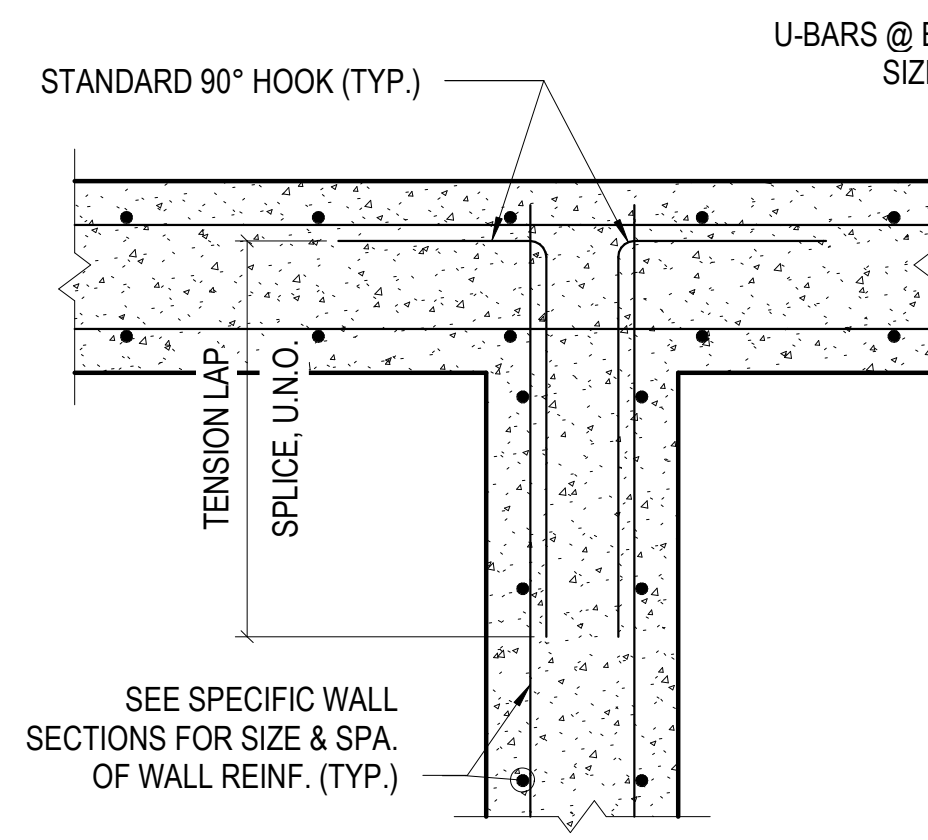 U-BARS @
STANDARD 90° HOOK (TYP.)
TENSION LAP
SPLICE, U.N.O.
SEE SPECIFIC WALL
SECTIONS FOR SIZE & SPA.
OF WALL REINF. (TYP.)